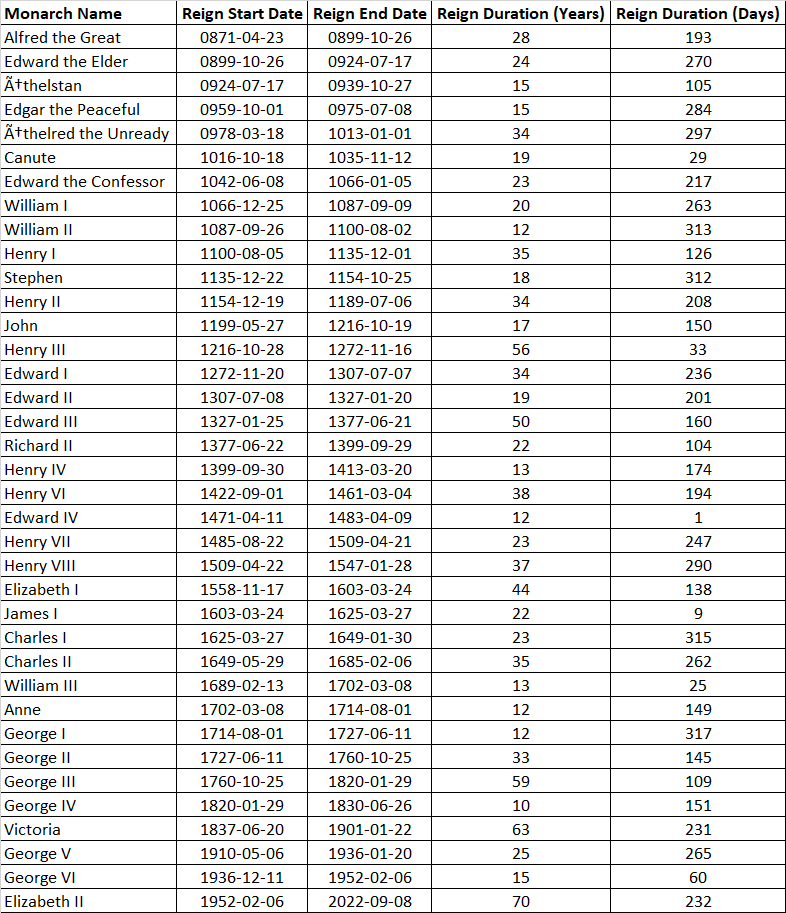 Monarch Name Reign Start Date Reign End Date Reign Duration (Years) Reign Duration (Days)
Alfred the Great 0871-04-23 0899-10-26 28 193
Edward the Elder 0899-10-26 0924-07-17 24 270
Æthelstan 0924-07-17 0939-10-27 15 105
Edgar the Peaceful 0959-10-01 0975-07-08 15 284
Æthelred the Unready 0978-03-18 1013-01-01 34 297
Canute 1016-10-18 1035-11-12 19 29
Edward the Confessor 1042-06-08 1066-01-05 23 217
William I 1066-12-25 1087-09-09 20 263
William II 1087-09-26 1100-08-02 12 313
Henry I 1100-08-05 1135-12-01 35 126
Stephen 1135-12-22 1154-10-25 18 312
Henry II 1154-12-19 1189-07-06 34 208
John 1199-05-27 1216-10-19 17 150
Henry III 1216-10-28 1272-11-16 56 33
Edward I 1272-11-20 1307-07-07 34 236
Edward II 1307-07-08 1327-01-20 19 201
Edward III 1327-01-25 1377-06-21 50 160
Richard II 1377-06-22 1399-09-29 22 104
Henry IV 1399-09-30 1413-03-20 13 174
Henry VI 1422-09-01 1461-03-04 38 194
Edward IV 1471-04-11 1483-04-09 12 1
Henry VII 1485-08-22 1509-04-21 23 247
Henry VIII 1509-04-22 1547-01-28 37 290
Elizabeth I 1558-11-17 1603-03-24 44 138
James I 1603-03-24 1625-03-27 22 9
Charles I 1625-03-27 1649-01-30 23 315
Charles II 1649-05-29 1685-02-06 35 262
William III 1689-02-13 1702-03-08 13 25
Anne 1702-03-08 1714-08-01 12 149
George I 1714-08-01 1727-06-11 12 317
George II 1727-06-11 1760-10-25 33 145
George III 1760-10-25 1820-01-29 59 109
George IV 1820-01-29 1830-06-26 10 151
Victoria 1837-06-20 1901-01-22 63 231
George V 1910-05-06 1936-01-20 25 265
George VI 1936-12-11 1952-02-06 15 60
Elizabeth II 1952-02-06 2022-09-08 70 232